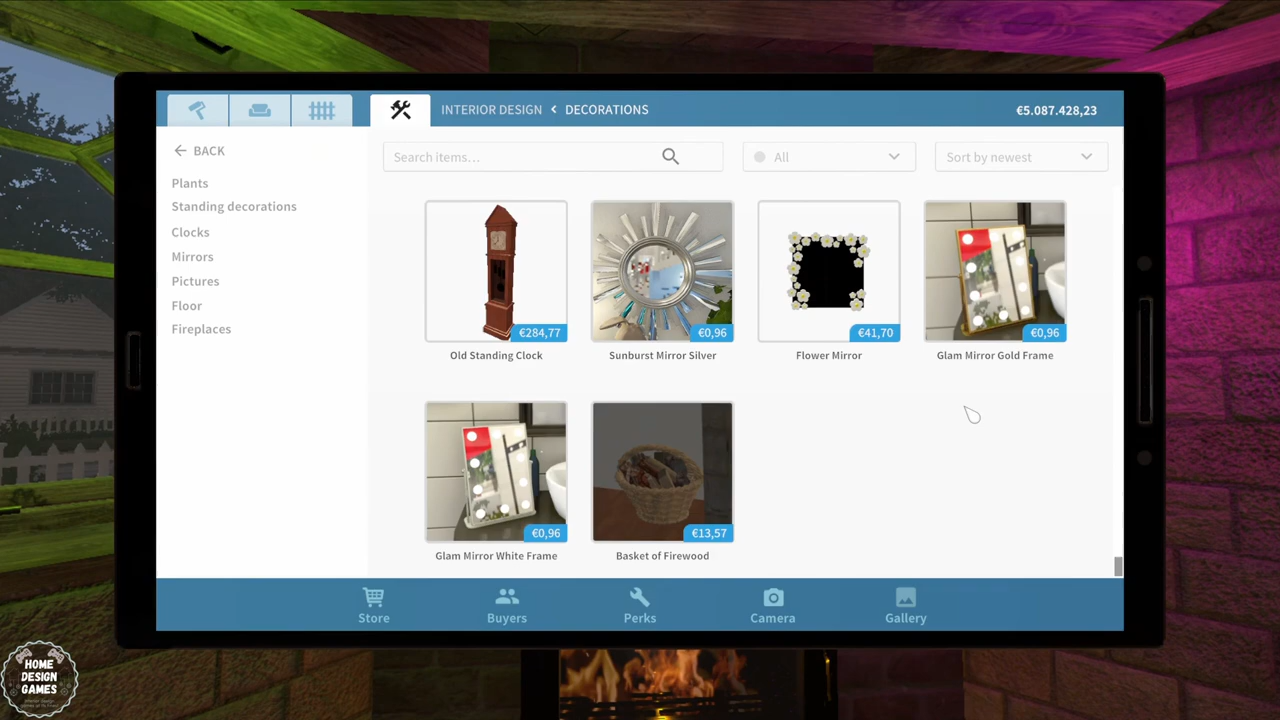 INTERIOR DESIGN < DECORATIONS
€5.087.428,23
BACK
Search items...
All
Sort by newest
Plants
Standing decorations
Clocks
Mirrors
Pictures
Floor
Fireplaces
€284,77
Old Standing Clock
€0,96
Sunburst Mirror Silver
€41,70
Flower Mirror
€0,96
Glam Mirror Gold Frame
€0,96
Glam Mirror White Frame
€13,57
Basket of Firewood
Store
Buyers
Perks
Camera
Gallery
HOME
DESIGN
GAMES